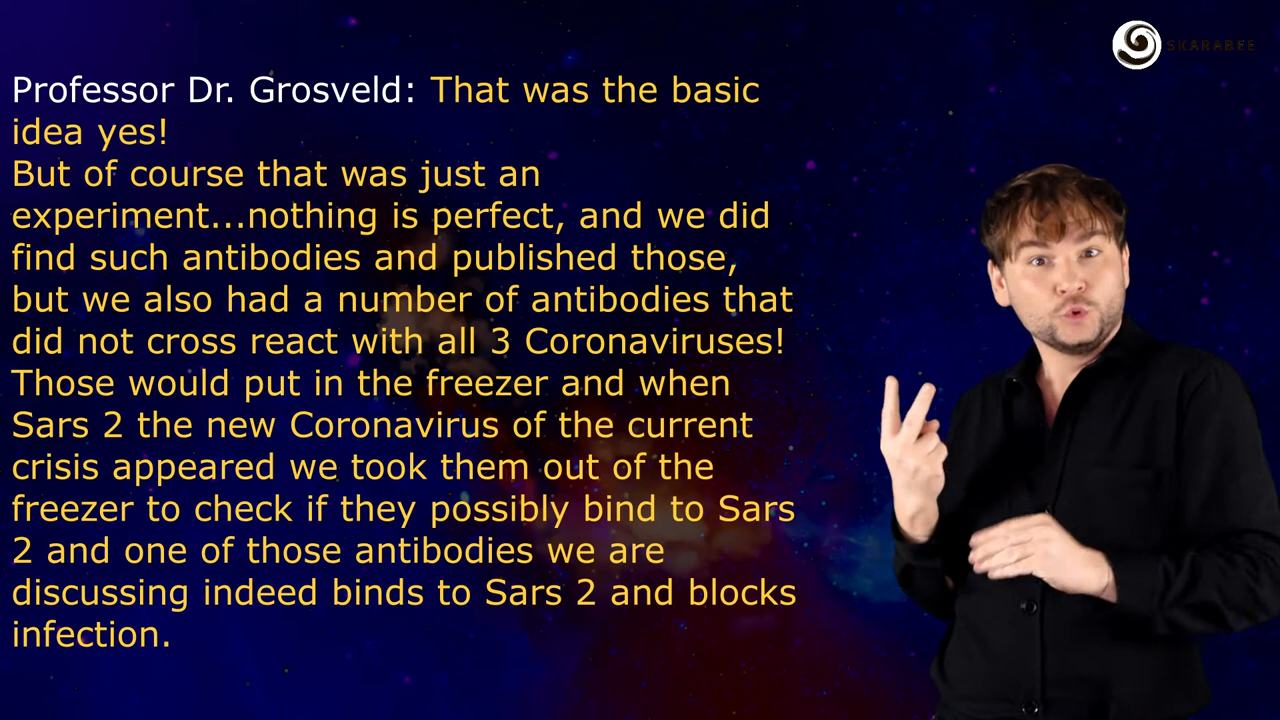 SKARABEE
Professor Dr. Grosveld: That was the basic
idea yes!
But of course that was just an
experiment...nothing is perfect, and we did
find such antibodies and published those,
but we also had a number of antibodies that
did not cross react with all 3 Coronaviruses!
Those would put in the freezer and when
Sars 2 the new Coronavirus of the current
crisis appeared we took them out of the
freezer to check if they possibly bind to Sars
2 and one of those antibodies we are
discussing indeed binds to Sars 2 and blocks
infection.